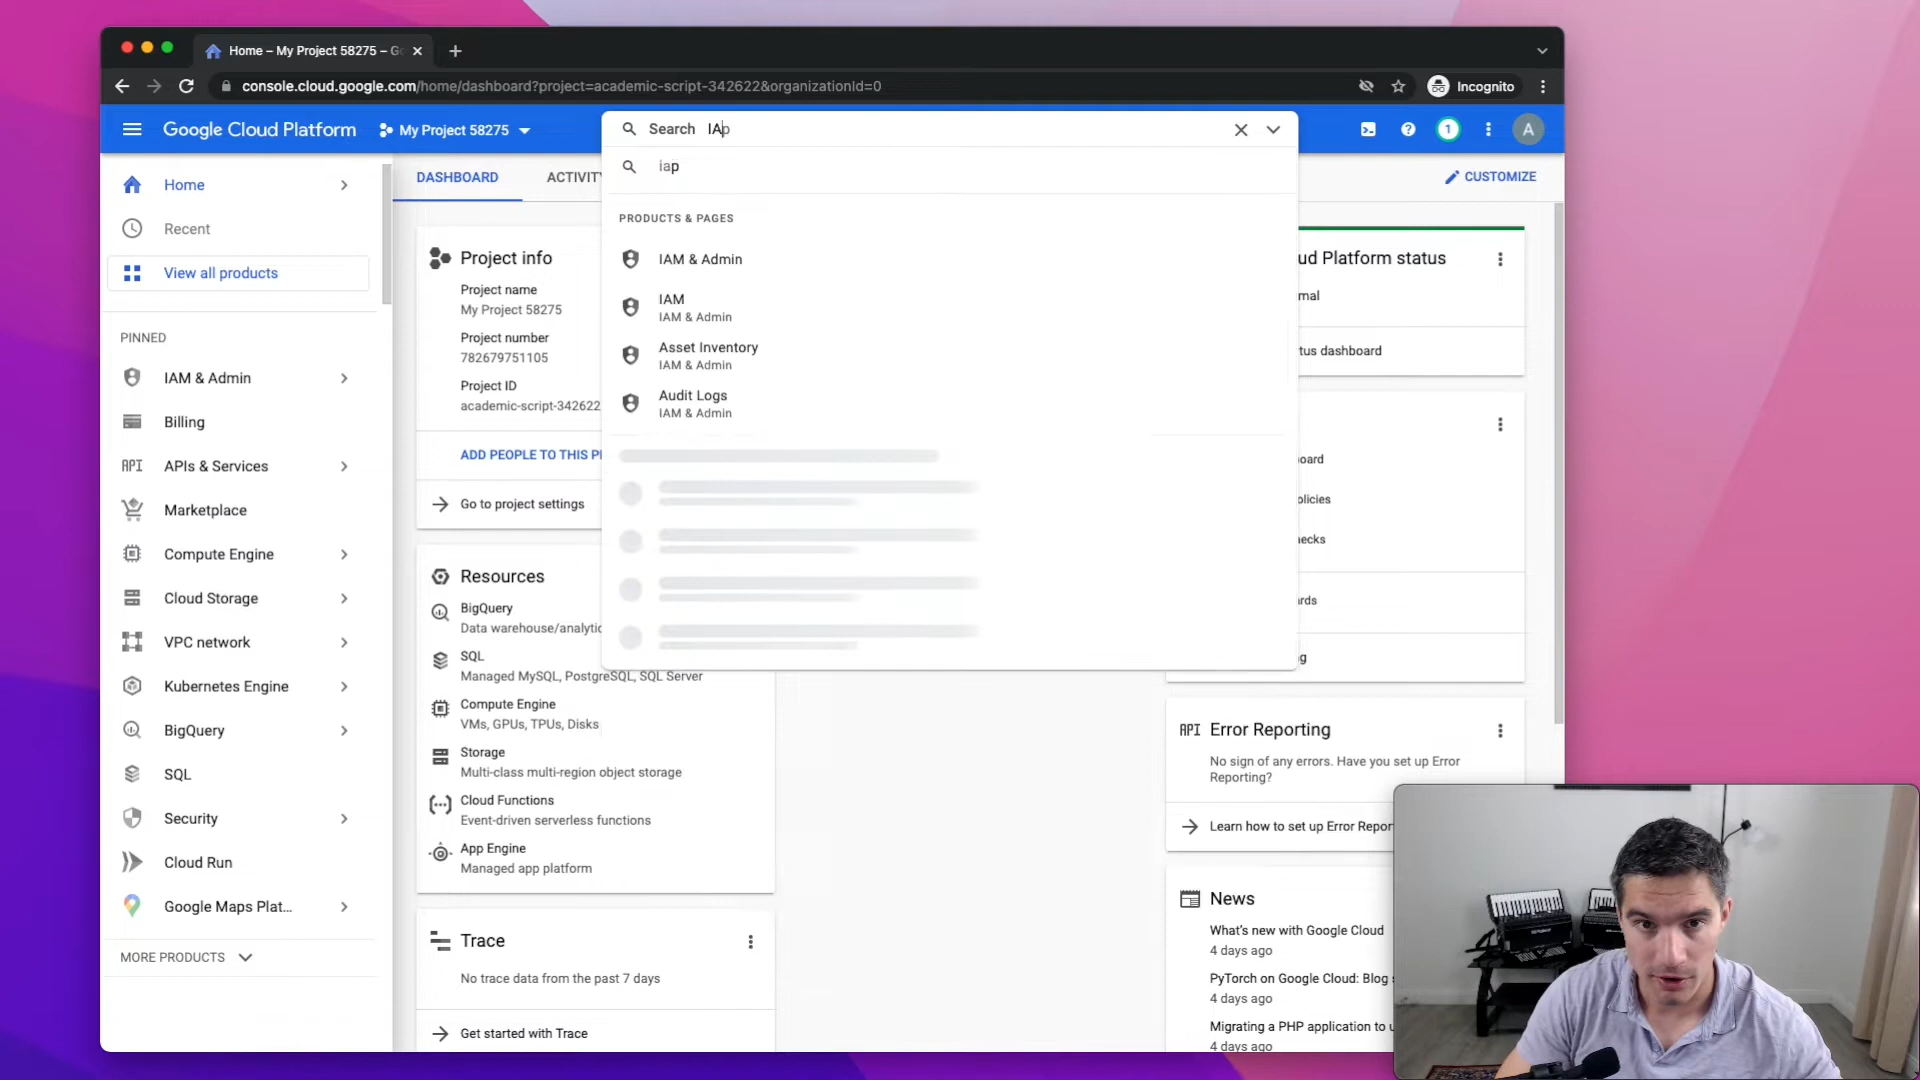 Home – My Project 58275 – G
console.cloud.google.com/home/dashboard?project=academic-script-342622&organizationId=0
Incognito
Google Cloud Platform
My Project 58275
Search IAp
1
A
iap
PRODUCTS & PAGES
IAM & Admin
IAM
IAM & Admin
Asset Inventory
IAM & Admin
Audit Logs
IAM & Admin
Home
Recent
View all products
PINNED
IAM & Admin
Billing
API APIs & Services
Marketplace
Compute Engine
Cloud Storage
VPC network
Kubernetes Engine
BigQuery
SQL
Security
Cloud Run
Google Maps Plat...
MORE PRODUCTS
DASHBOARD
ACTIVITY
CUSTOMIZE
Project info
Project name
My Project 58275
Project number
782679751105
Project ID
academic-script-342622
ADD PEOPLE TO THIS P
Go to project settings
Resources
BigQuery
Data warehouse/analytic
SQL
Managed MySQL, PostgreSQL, SQL Server
Compute Engine
VMs, GPUs, TPUs, Disks
Storage
Multi-class multi-region object storage
Cloud Functions
Event-driven serverless functions
App Engine
Managed app platform
Trace
No trace data from the past 7 days
Get started with Trace
ud Platform status
mal
tus dashboard
oard
olicies
ecks
rds
g
API Error Reporting
No sign of any errors. Have you set up Error
Reporting?
Learn how to set up Error Repor
News
What's new with Google Cloud
4 days ago
PyTorch on Google Cloud: Blog
4 days ago
Migrating a PHP application to
4 days ago